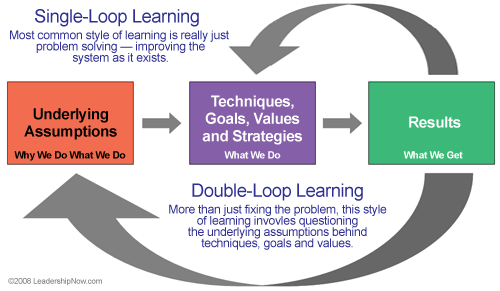 Single-Loop Learning
Most common style of learning is really just
problem solving — improving the
system as it exists.
Underlying
Assumptions
Why We Do What We Do
Techniques,
Goals, Values
and Strategies
What We Do
Results
What We Get
Double-Loop Learning
More than just fixing the problem, this style
of learning invovles questioning
the underlying assumptions behind
techniques, goals and values.
©2008 LeadershipNow.com